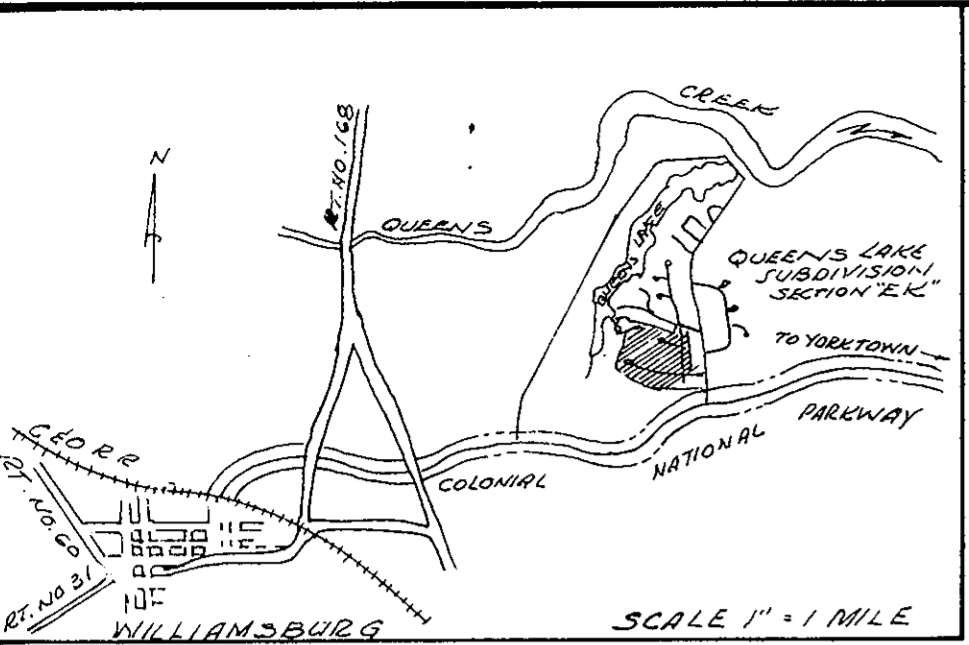 CREEK
RT. NO. 168
N
QUEENS
QUEENS LAKE
QUEENS LAKE
SUBDIVISION
SECTION "EK"
TO YORKTOWN
PARKWAY
NATIONAL
COLONIAL
C&O RR
RT. NO. 60
RT. NO 31
WILLIAMSBURG
SCALE 1" = 1 MILE